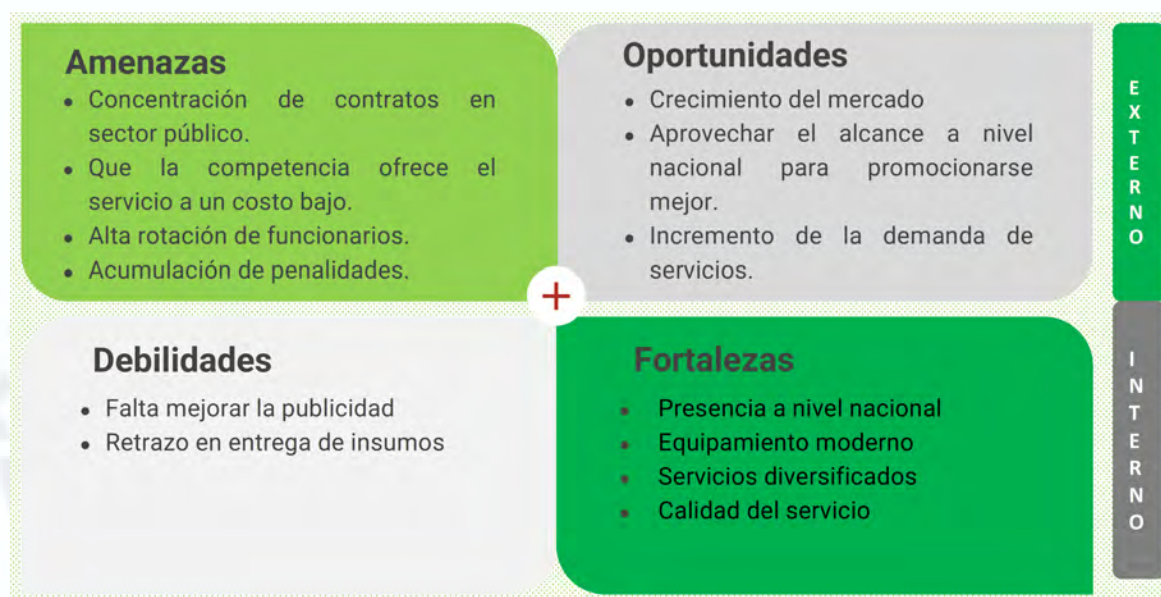 Amenazas
• Concentración de contratos en
sector público.
• Que la competencia ofrece el
servicio a un costo bajo.
• Alta rotación de funcionarios.
• Acumulación de penalidades.
Oportunidades
• Crecimiento del mercado
• Aprovechar el alcance a nivel
nacional para promocionarse
mejor.
• Incremento de la demanda de
servicios.
EXTERNO
Debilidades
• Falta mejorar la publicidad
• Retrazo en entrega de insumos
Fortalezas
• Presencia a nivel nacional
• Equipamiento moderno
• Servicios diversificados
• Calidad del servicio
INTERNO